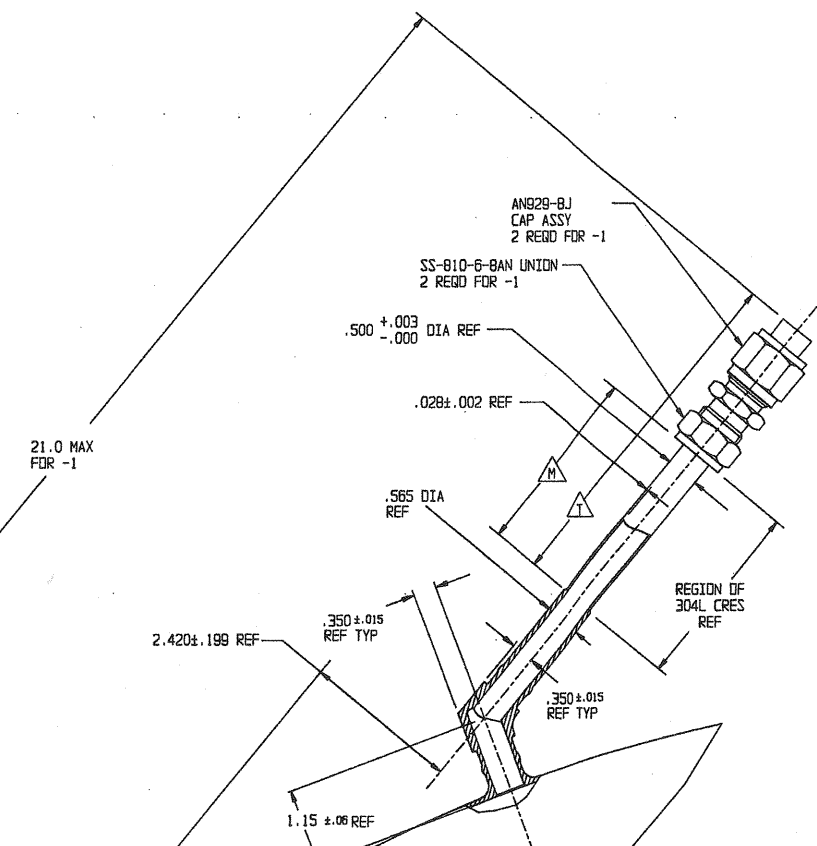 AN929-8J
CAP ASSY
2 REQD FOR -1
SS-810-6-8AN UNION
2 REQD FOR -1
.500 +.003 -.000 DIA REF
.028±.002 REF
21.0 MAX
FOR -1
M
T
.565 DIA
REF
REGION OF
304L CRES
REF
.350±.015
REF TYP
2.420±.199 REF
.350±.015
REF TYP
1.15 ±.06 REF